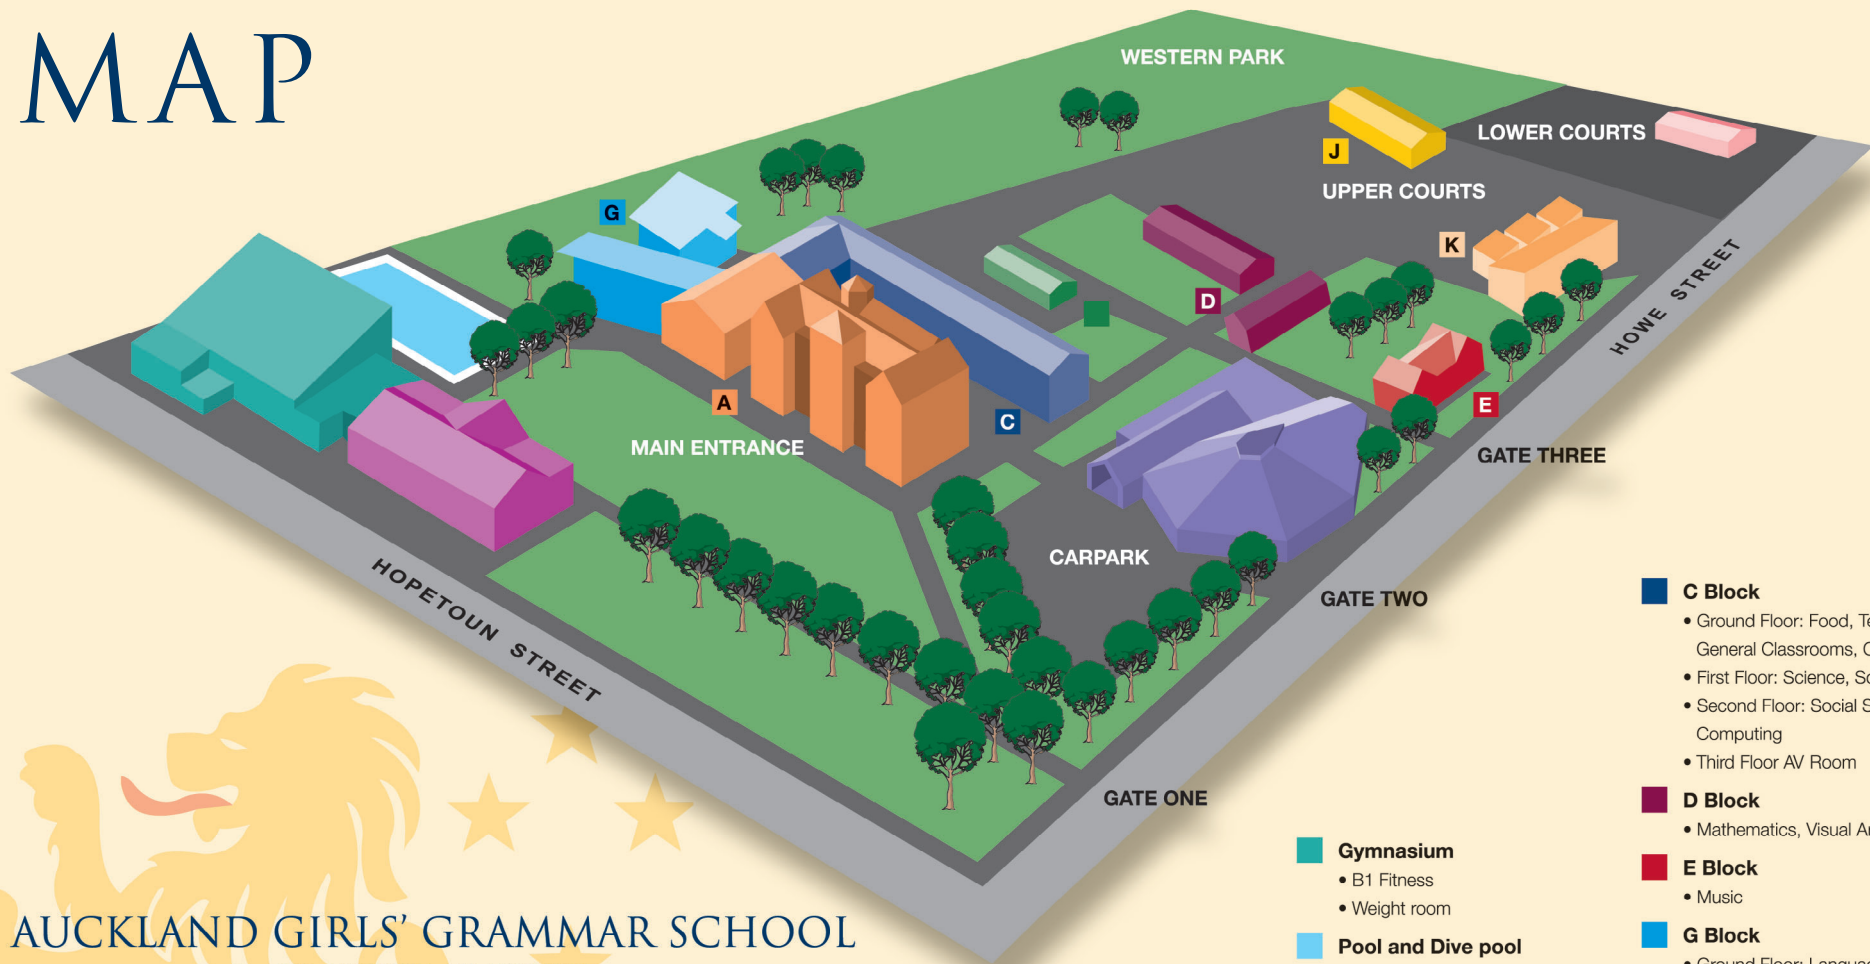 MAP
WESTERN PARK
LOWER COURTS
J
UPPER COURTS
G
K
HOWE STREET
D
A
C
E
MAIN ENTRANCE
GATE THREE
CARPARK
HOPETOUN STREET
GATE TWO
GATE ONE
AUCKLAND GIRLS’ GRAMMAR SCHOOL
Gymnasium
• B1 Fitness
• Weight room
Pool and Dive pool
C Block
• Ground Floor: Food,
General Classrooms,
• First Floor: Science,
• Second Floor: Social
Computing
• Third Floor AV Room
D Block
• Mathematics, Visual
E Block
• Music
G Block
• Ground Floor: